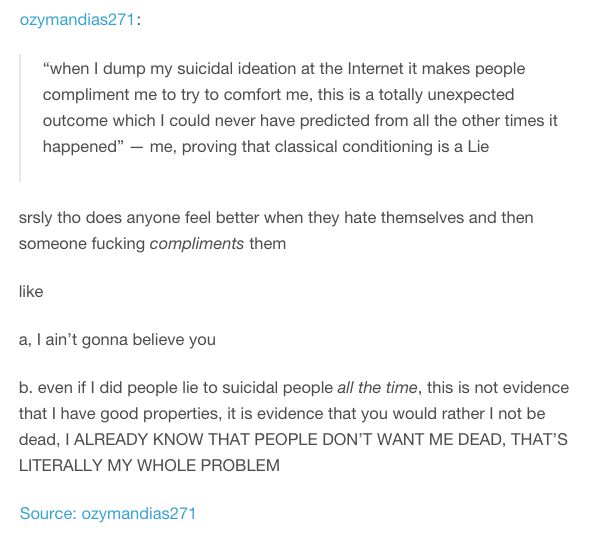 ozymandias271:
“when I dump my suicidal ideation at the Internet it makes people
compliment me to try to comfort me, this is a totally unexpected
outcome which I could never have predicted from all the other times it
happened” — me, proving that classical conditioning is a Lie
srsly tho does anyone feel better when they hate themselves and then
someone fucking compliments them
like
a, I ain’t gonna believe you
b. even if I did people lie to suicidal people all the time, this is not evidence
that I have good properties, it is evidence that you would rather I not be
dead, I ALREADY KNOW THAT PEOPLE DON’T WANT ME DEAD, THAT’S
LITERALLY MY WHOLE PROBLEM
Source: ozymandias271